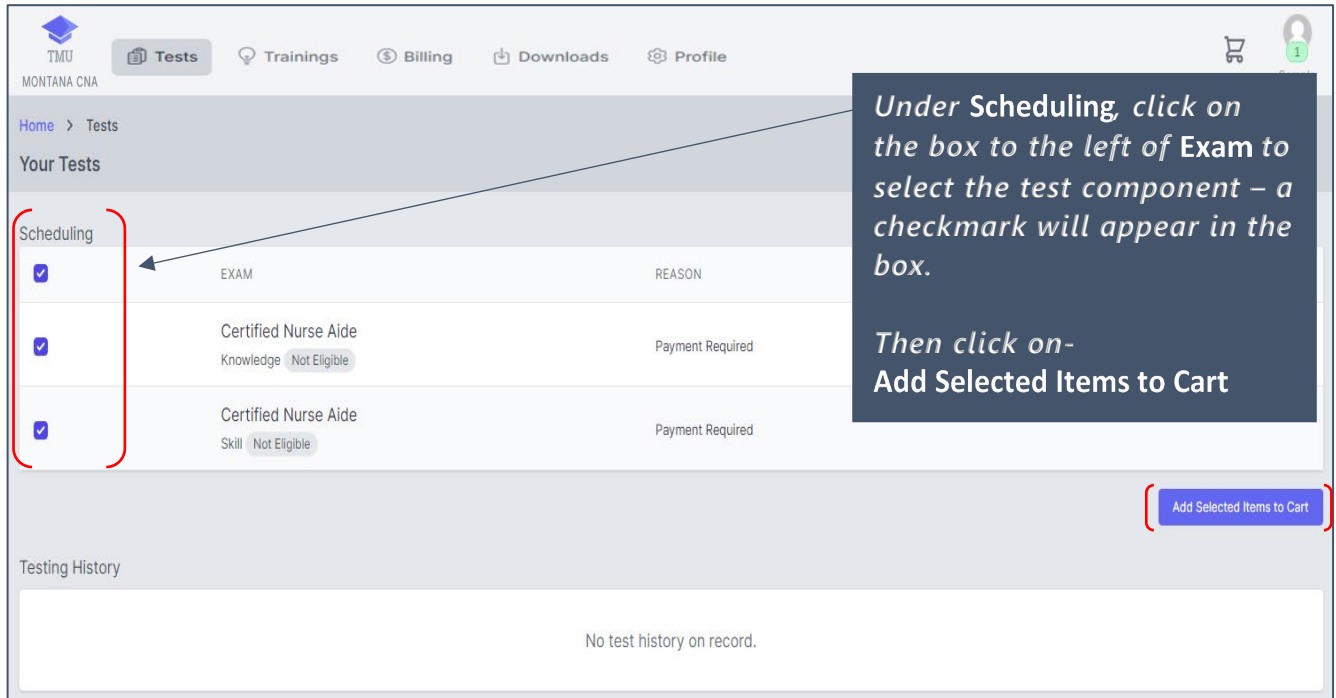 TMU
MONTANA CNA
Tests
Trainings
Billing
Downloads
Profile
1
Home > Tests
Your Tests
Under Scheduling, click on
the box to the left of Exam to
select the test component – a
checkmark will appear in the
box.
Then click on-
Add Selected Items to Cart
Scheduling
EXAM REASON
Certified Nurse Aide
Knowledge Not Eligible Payment Required
Certified Nurse Aide
Skill Not Eligible Payment Required
Add Selected Items to Cart
Testing History
No test history on record.